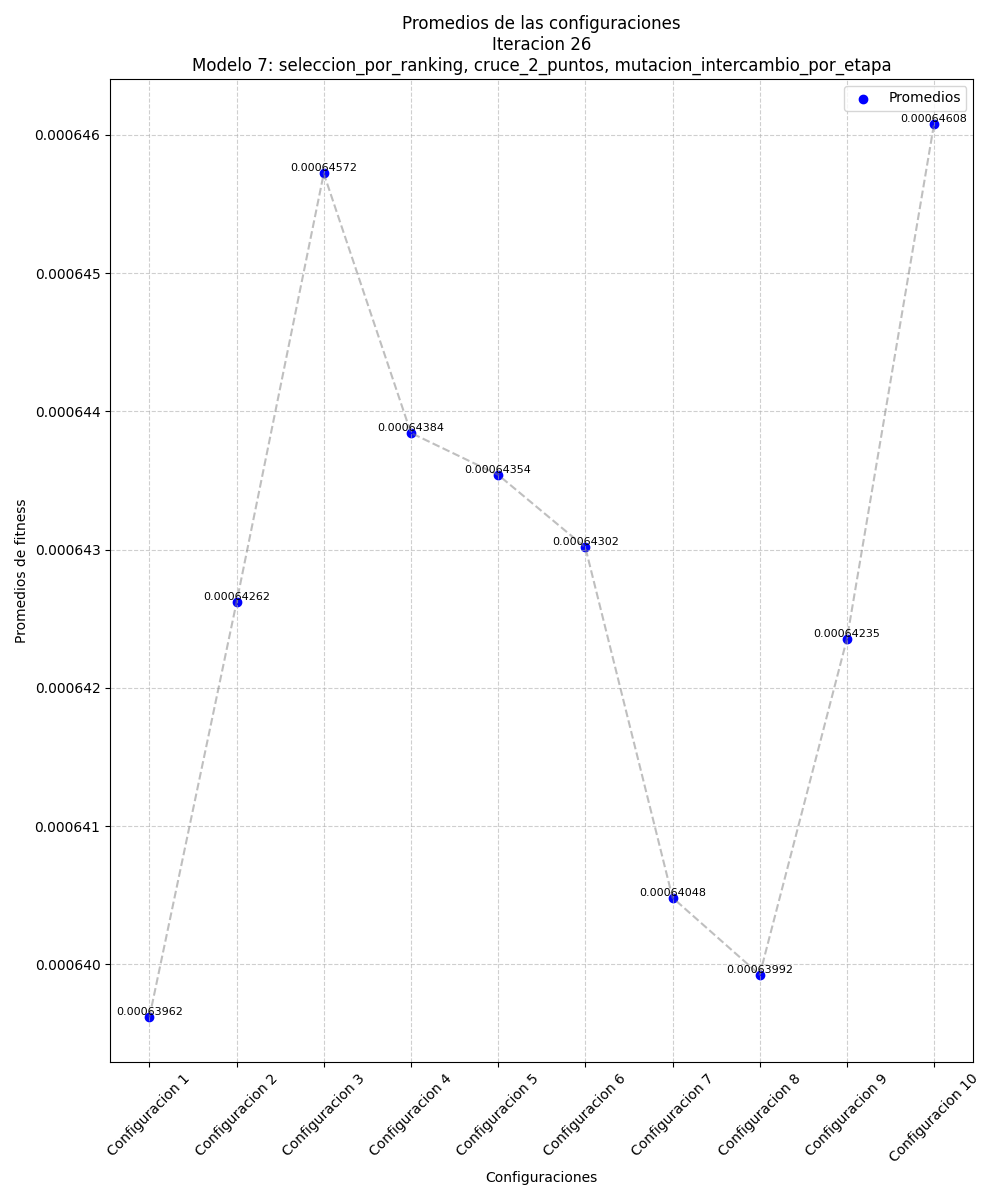 Promedios de las configuraciones
Iteracion 26
Modelo 7: seleccion_por_ranking, cruce_2_puntos, mutacion_intercambio_por_etapa
Promedios
0.000646
0.000645
0.000644
0.000643
0.000642
0.000641
0.000640
Promedios de fitness
0.00063962
0.00064262
0.00064572
0.00064384
0.00064354
0.00064302
0.00064048
0.00063992
0.00064235
0.00064608
Configuracion 1
Configuracion 2
Configuracion 3
Configuracion 4
Configuracion 5
Configuracion 6
Configuracion 7
Configuracion 8
Configuracion 9
Configuracion 10
Configuraciones